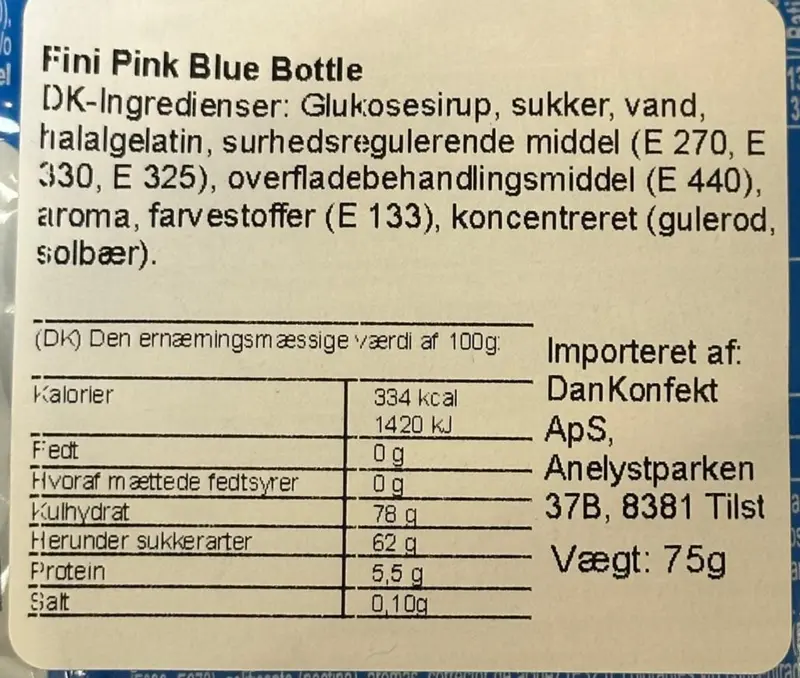 Fini Pink Blue Bottle
DK-Ingredienser: Glukosesirup, sukker, vand,
halalgelatin, surhedsregulerende middel (E 270, E
330, E 325), overfladebehandlingsmiddel (E 440),
aroma, farvestoffer (E 133), koncentreret (gulerod,
solbær).
(DK) Den ernæringsmæssige værdi af 100g:
Kalorier 334 kcal
1420 kJ
Fedt 0 g
Hvoraf mættede fedtsyrer 0 g
Kulhydrat 78 g
Herunder sukkerarter 62 g
Protein 5,5 g
Salt 0,10g
Importeret af:
DanKonfekt
ApS,
Anelystparken
37B, 8381 Tilst
Vægt: 75g